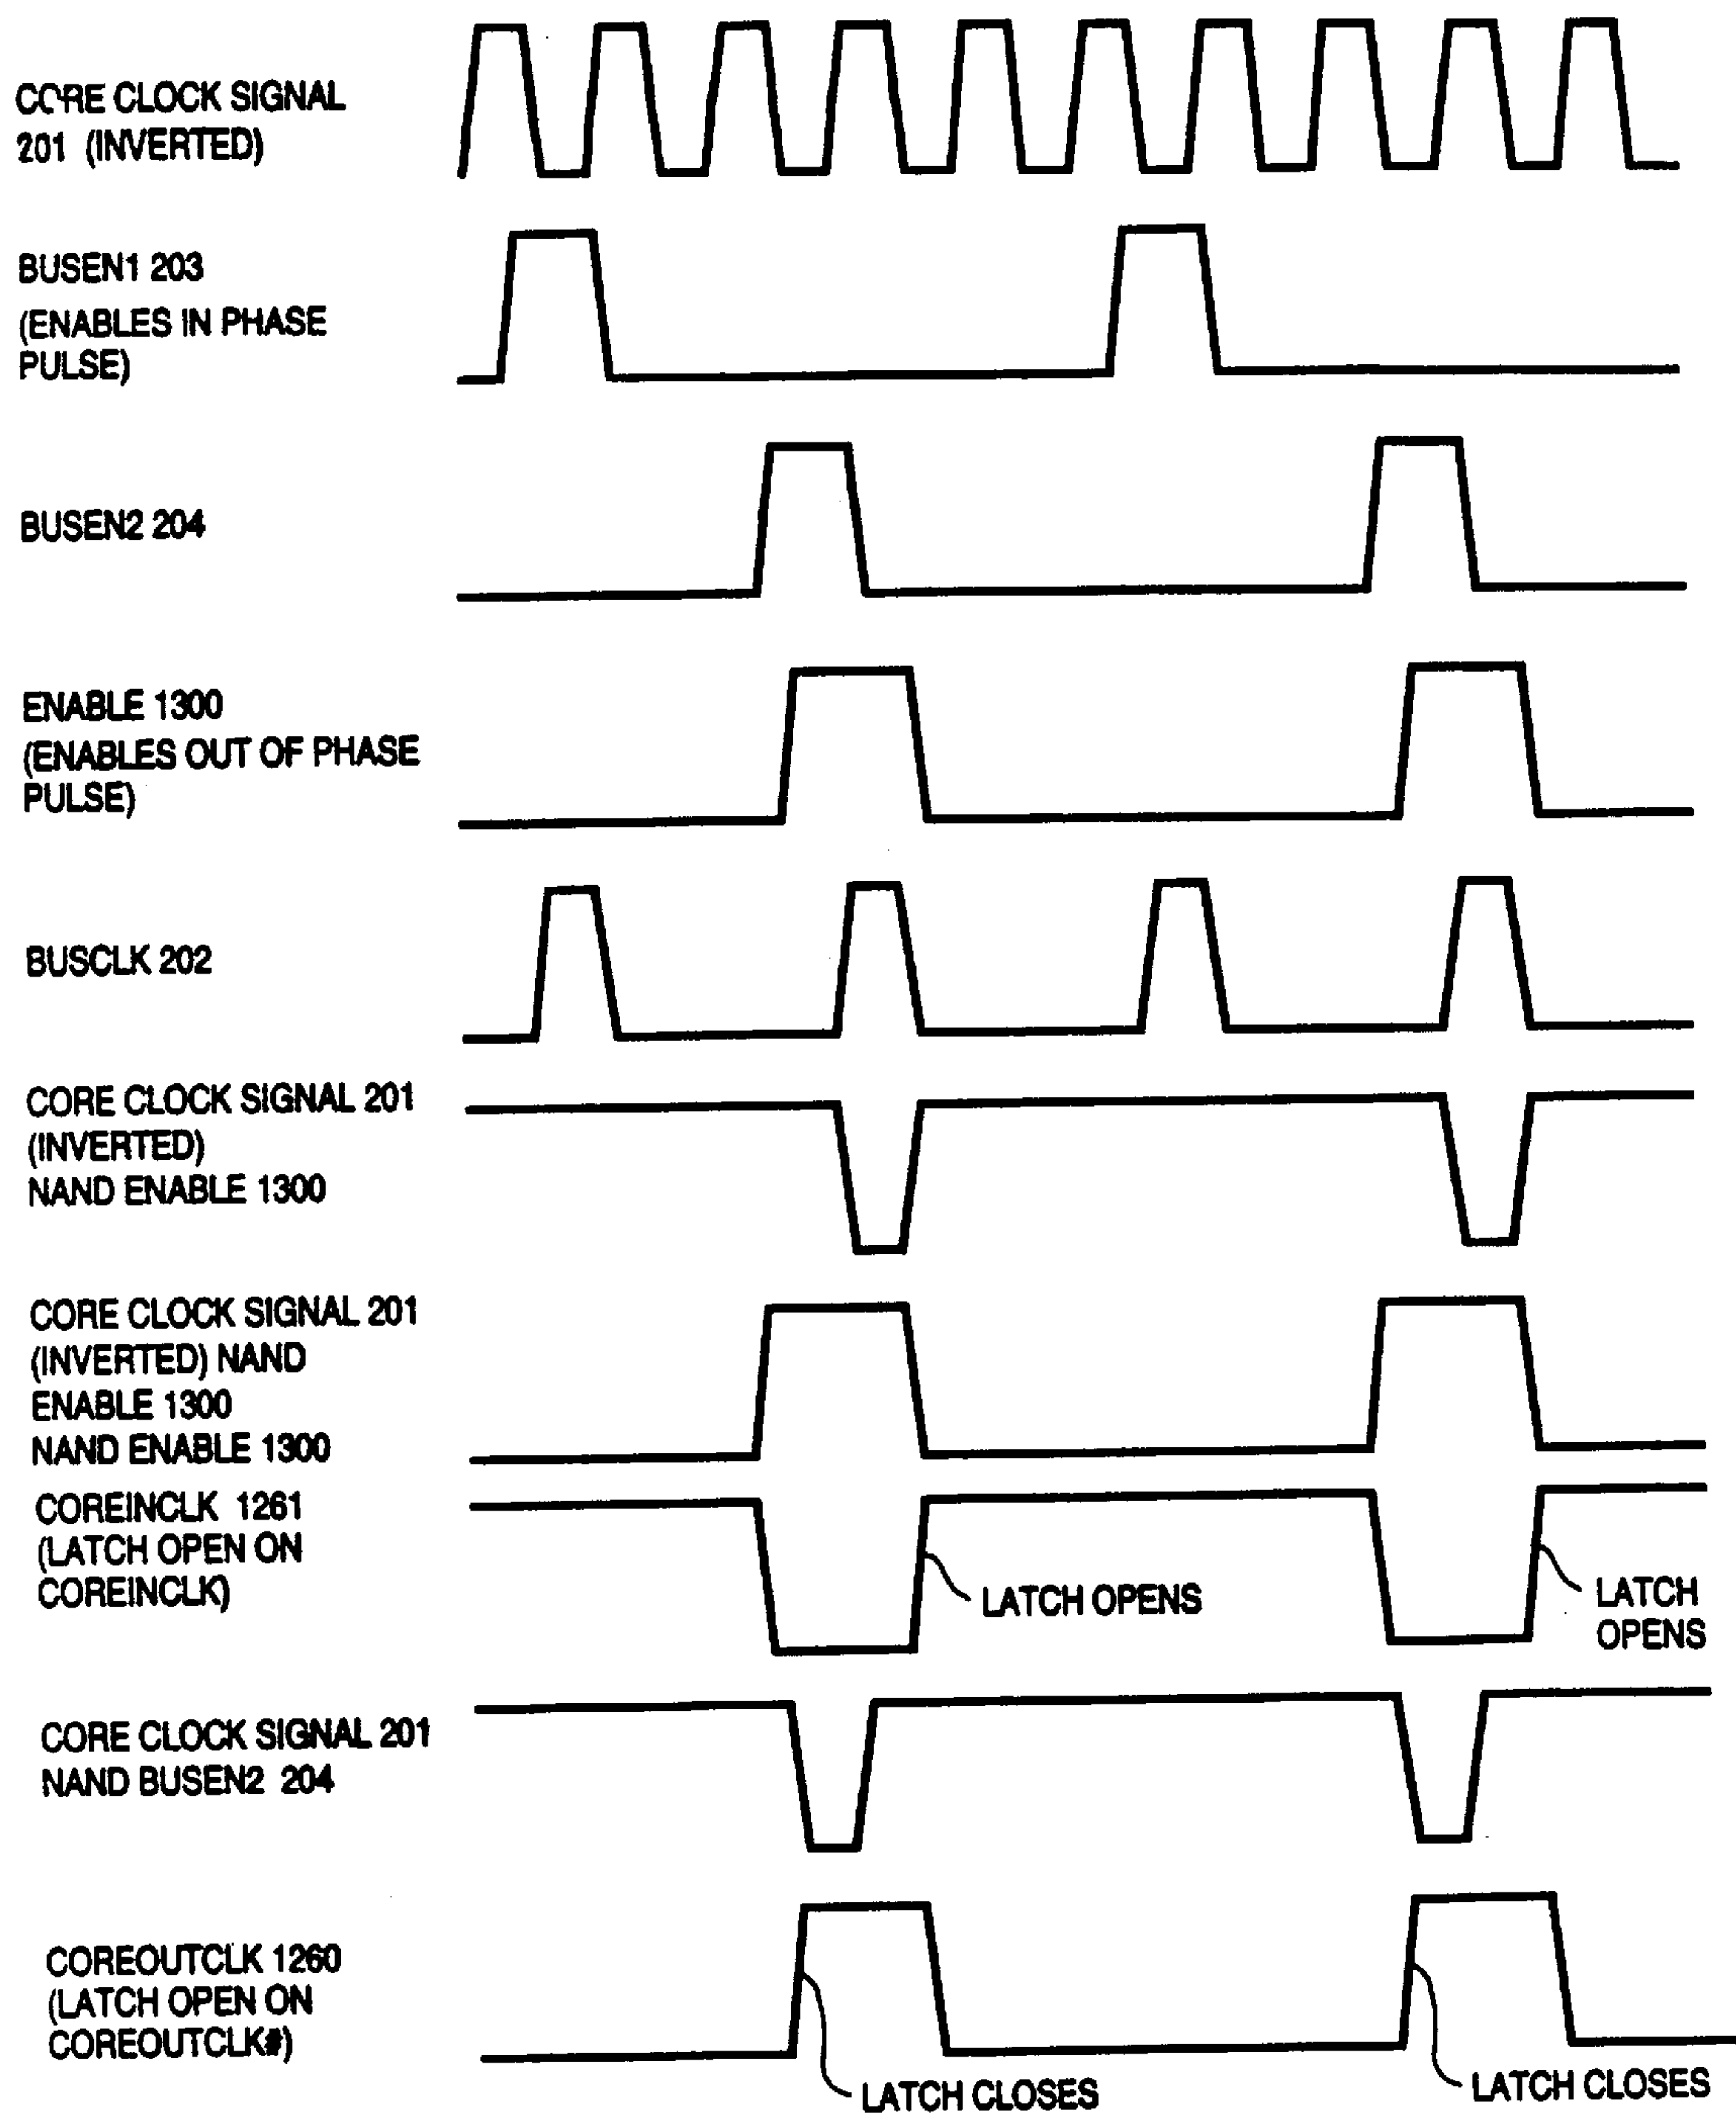 CORE CLOCK SIGNAL
201 (INVERTED)
BUSEN1 203
(ENABLES IN PHASE
PULSE)
BUSEN2 204
ENABLE 1300
(ENABLES OUT OF PHASE
PULSE)
BUSCLK 202
CORE CLOCK SIGNAL 201
(INVERTED)
NAND ENABLE 1300
CORE CLOCK SIGNAL 201
(INVERTED) NAND
ENABLE 1300
NAND ENABLE 1300
COREINCLK 1261
(LATCH OPEN ON
COREINCLK)
LATCH OPENS
LATCH
OPENS
CORE CLOCK SIGNAL 201
NAND BUSEN2 204
COREOUTCLK 1260
(LATCH OPEN ON
COREOUTCLK#)
LATCH CLOSES
LATCH CLOSES